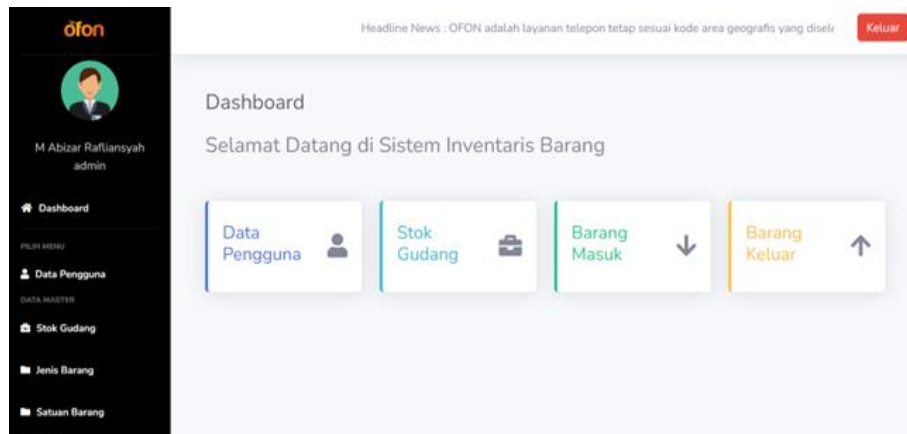 öfon
Headline News : OFON adalah layanan telepon tetap sesuai kode area geografis yang disele
Keluar
M Abizar Rafliansyah
admin
Dashboard
PILIH MENU
Data Pengguna
DATA MASTER
Stok Gudang
Jenis Barang
Satuan Barang
Dashboard
Selamat Datang di Sistem Inventaris Barang
Data
Pengguna
Stok
Gudang
Barang
Masuk
Barang
Keluar